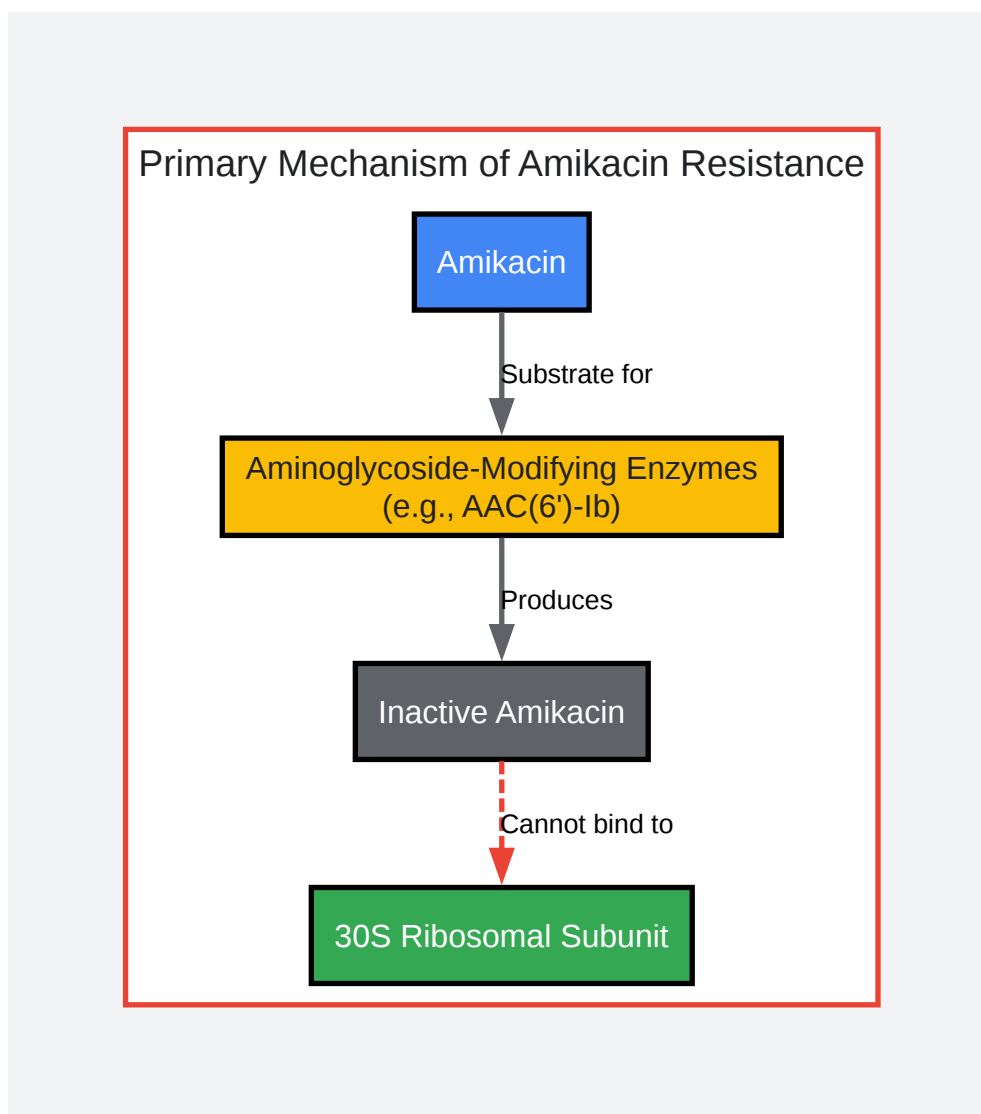 Primary Mechanism of Amikacin Resistance
Amikacin
Substrate for
Aminoglycoside-Modifying Enzymes
(e.g., AAC(6')-Ib)
Produces
Inactive Amikacin
Cannot bind to
30S Ribosomal Subunit